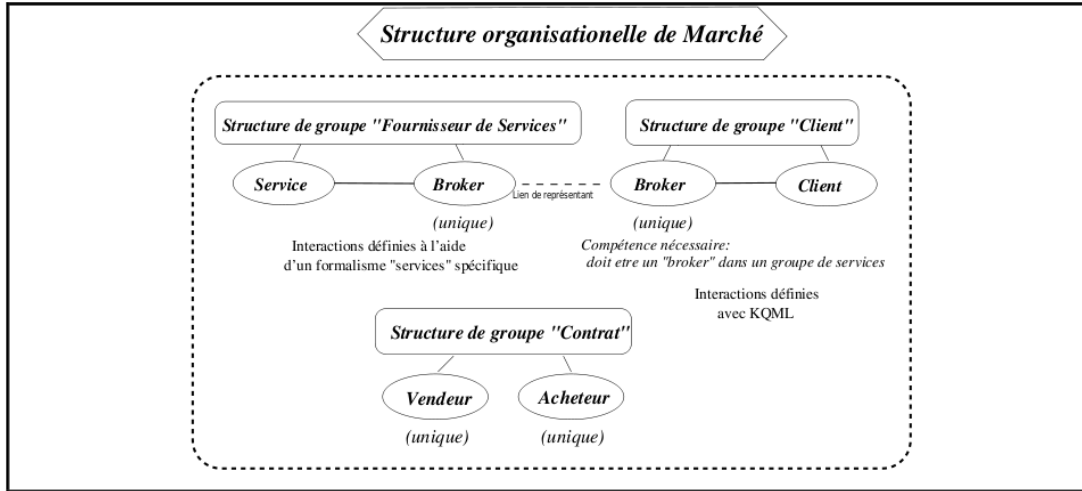 Structure organisationelle de Marché
Structure de groupe "Fournisseur de Services"
Structure de groupe "Client"
Service
Broker
Lien de représentant
Broker
Client
(unique)
(unique)
Interactions définies à l'aide
d'un formalisme "services" spécifique
Compétence nécessaire:
doit etre un "broker" dans un groupe de services
Interactions définies
avec KQML
Structure de groupe "Contrat"
Vendeur
Acheteur
(unique)
(unique)